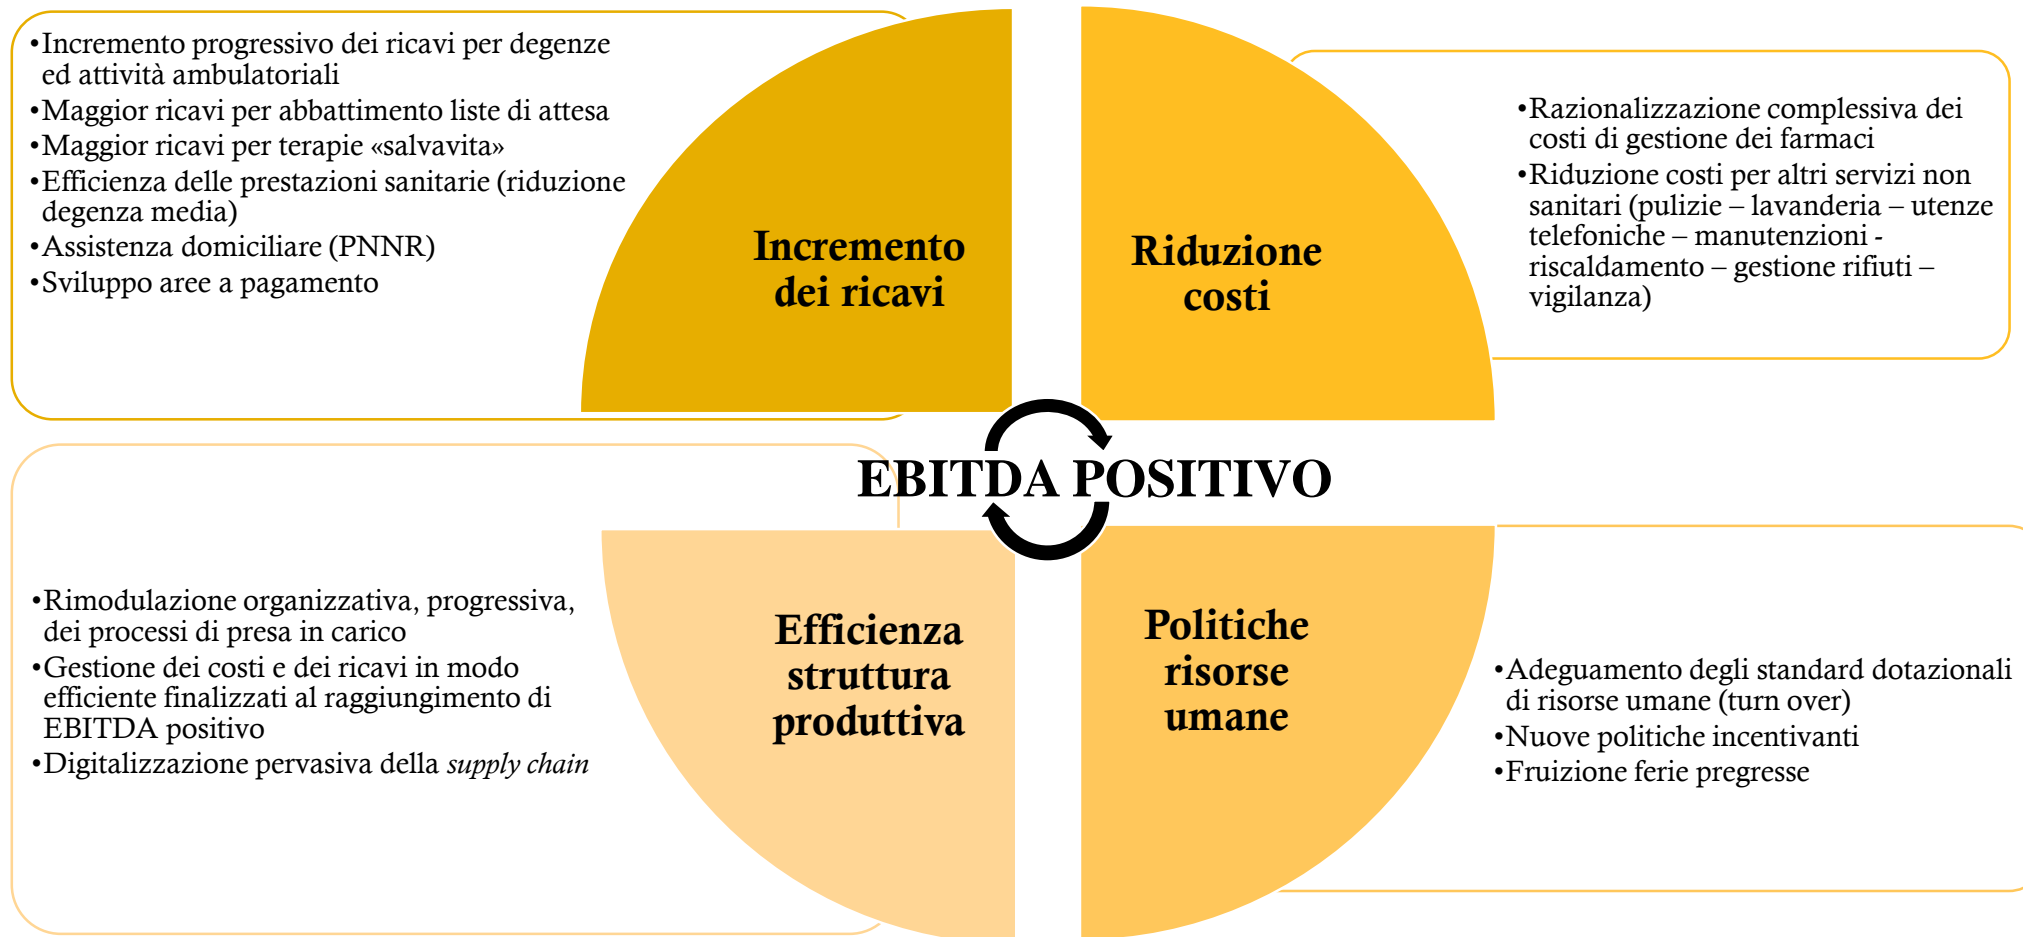 •Incremento progressivo dei ricavi per degenze
ed attività ambulatoriali
•Maggior ricavi per abbattimento liste di attesa
•Maggior ricavi per terapie «salvavita»
•Efficienza delle prestazioni sanitarie (riduzione
degenza media)
•Assistenza domiciliare (PNNR)
•Sviluppo aree a pagamento
Incremento
dei ricavi
Riduzione
costi
•Razionalizzazione complessiva dei
costi di gestione dei farmaci
•Riduzione costi per altri servizi non
sanitari (pulizie – lavanderia – utenze
telefoniche – manutenzioni -
riscaldamento – gestione rifiuti –
vigilanza)
EBITDA POSITIVO
•Rimodulazione organizzativa, progressiva,
dei processi di presa in carico
•Gestione dei costi e dei ricavi in modo
efficiente finalizzati al raggiungimento di
EBITDA positivo
•Digitalizzazione pervasiva della supply chain
Efficienza
struttura
produttiva
Politiche
risorse
umane
•Adeguamento degli standard dotazionali
di risorse umane (turn over)
•Nuove politiche incentivanti
•Fruizione ferie pregresse